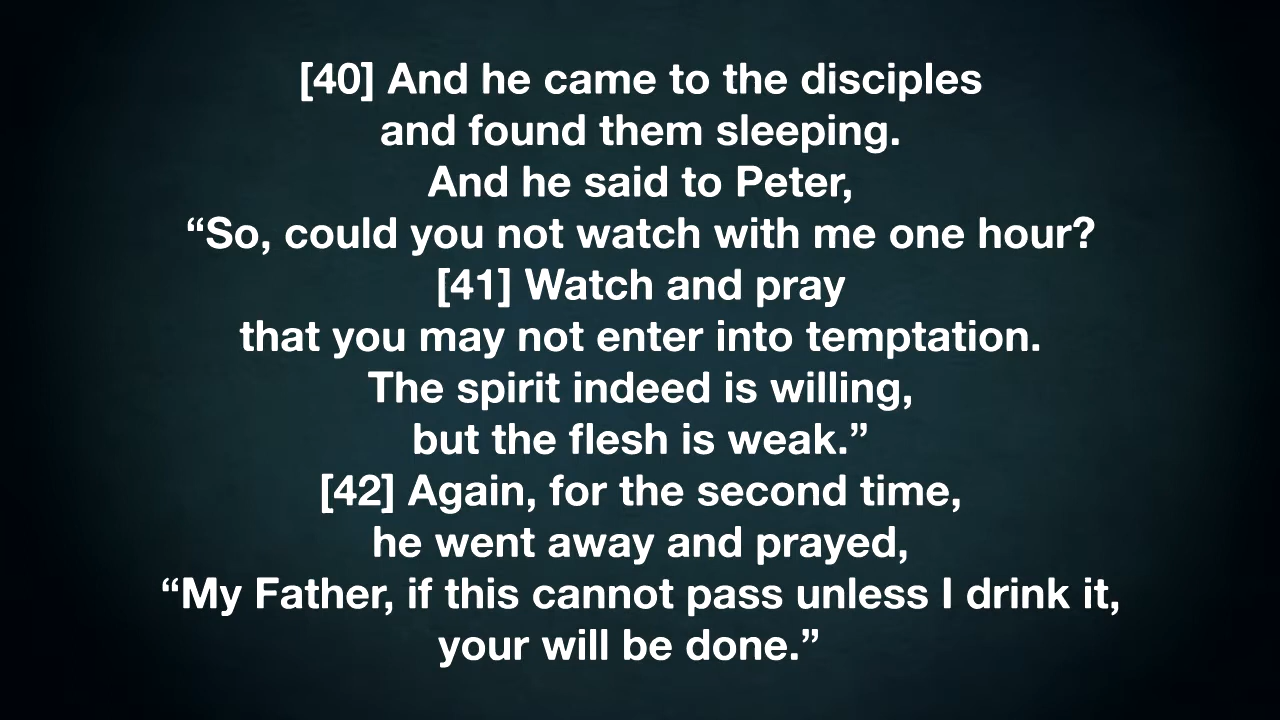 [40] And he came to the disciples
and found them sleeping.
And he said to Peter,
“So, could you not watch with me one hour?
[41] Watch and pray
that you may not enter into temptation.
The spirit indeed is willing,
but the flesh is weak.”
[42] Again, for the second time,
he went away and prayed,
“My Father, if this cannot pass unless I drink it,
your will be done.”